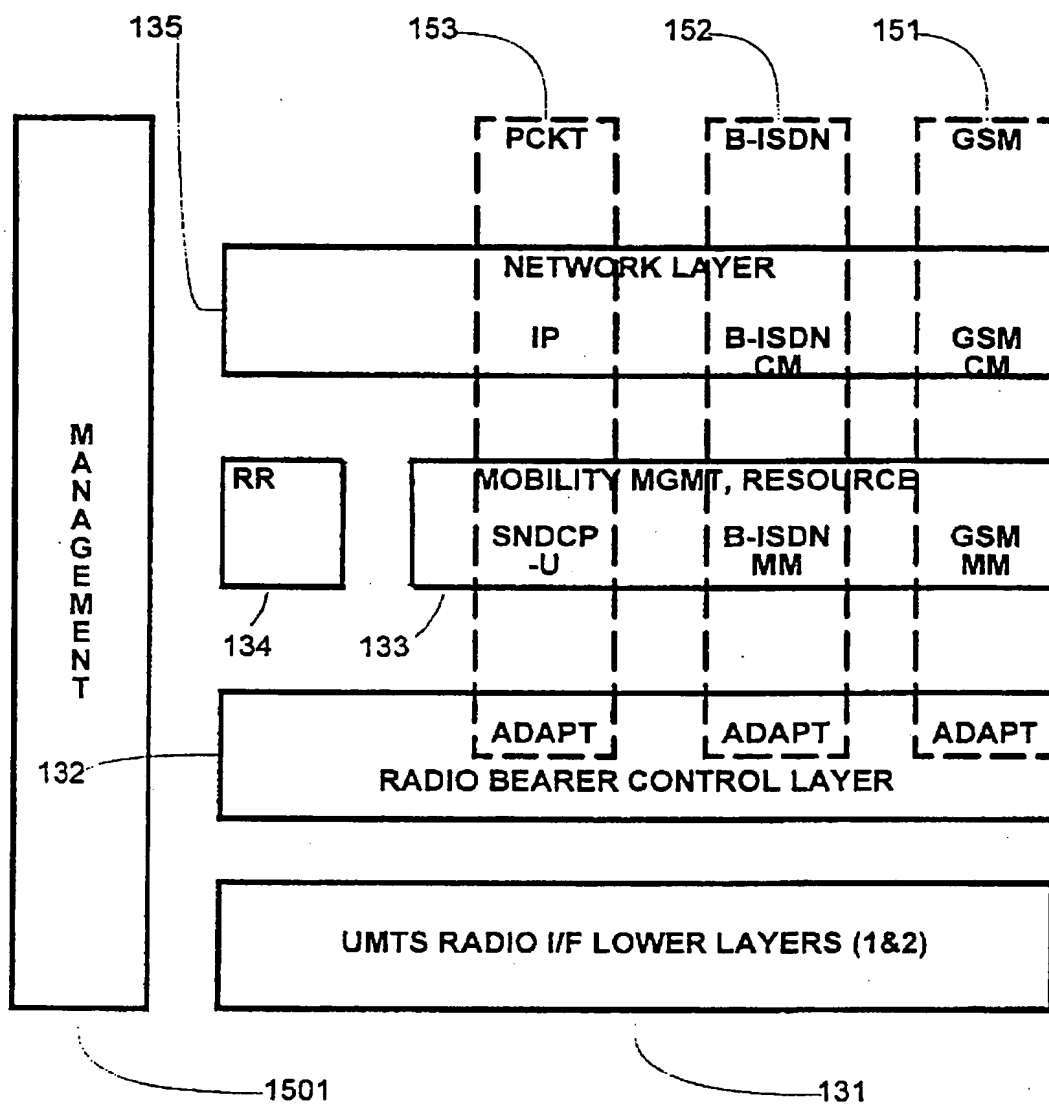 135 153 152 151
PCKT B-ISDN GSM
NETWORK LAYER
IP B-ISDN CM GSM CM
MANAGEMENT
RR
MOBILITY MGMT, RESOURCE
SNDCP-U B-ISDN MM GSM MM
134 133
ADAPT ADAPT ADAPT
132
RADIO BEARER CONTROL LAYER
UMTS RADIO I/F LOWER LAYERS (1&2)
1501 131